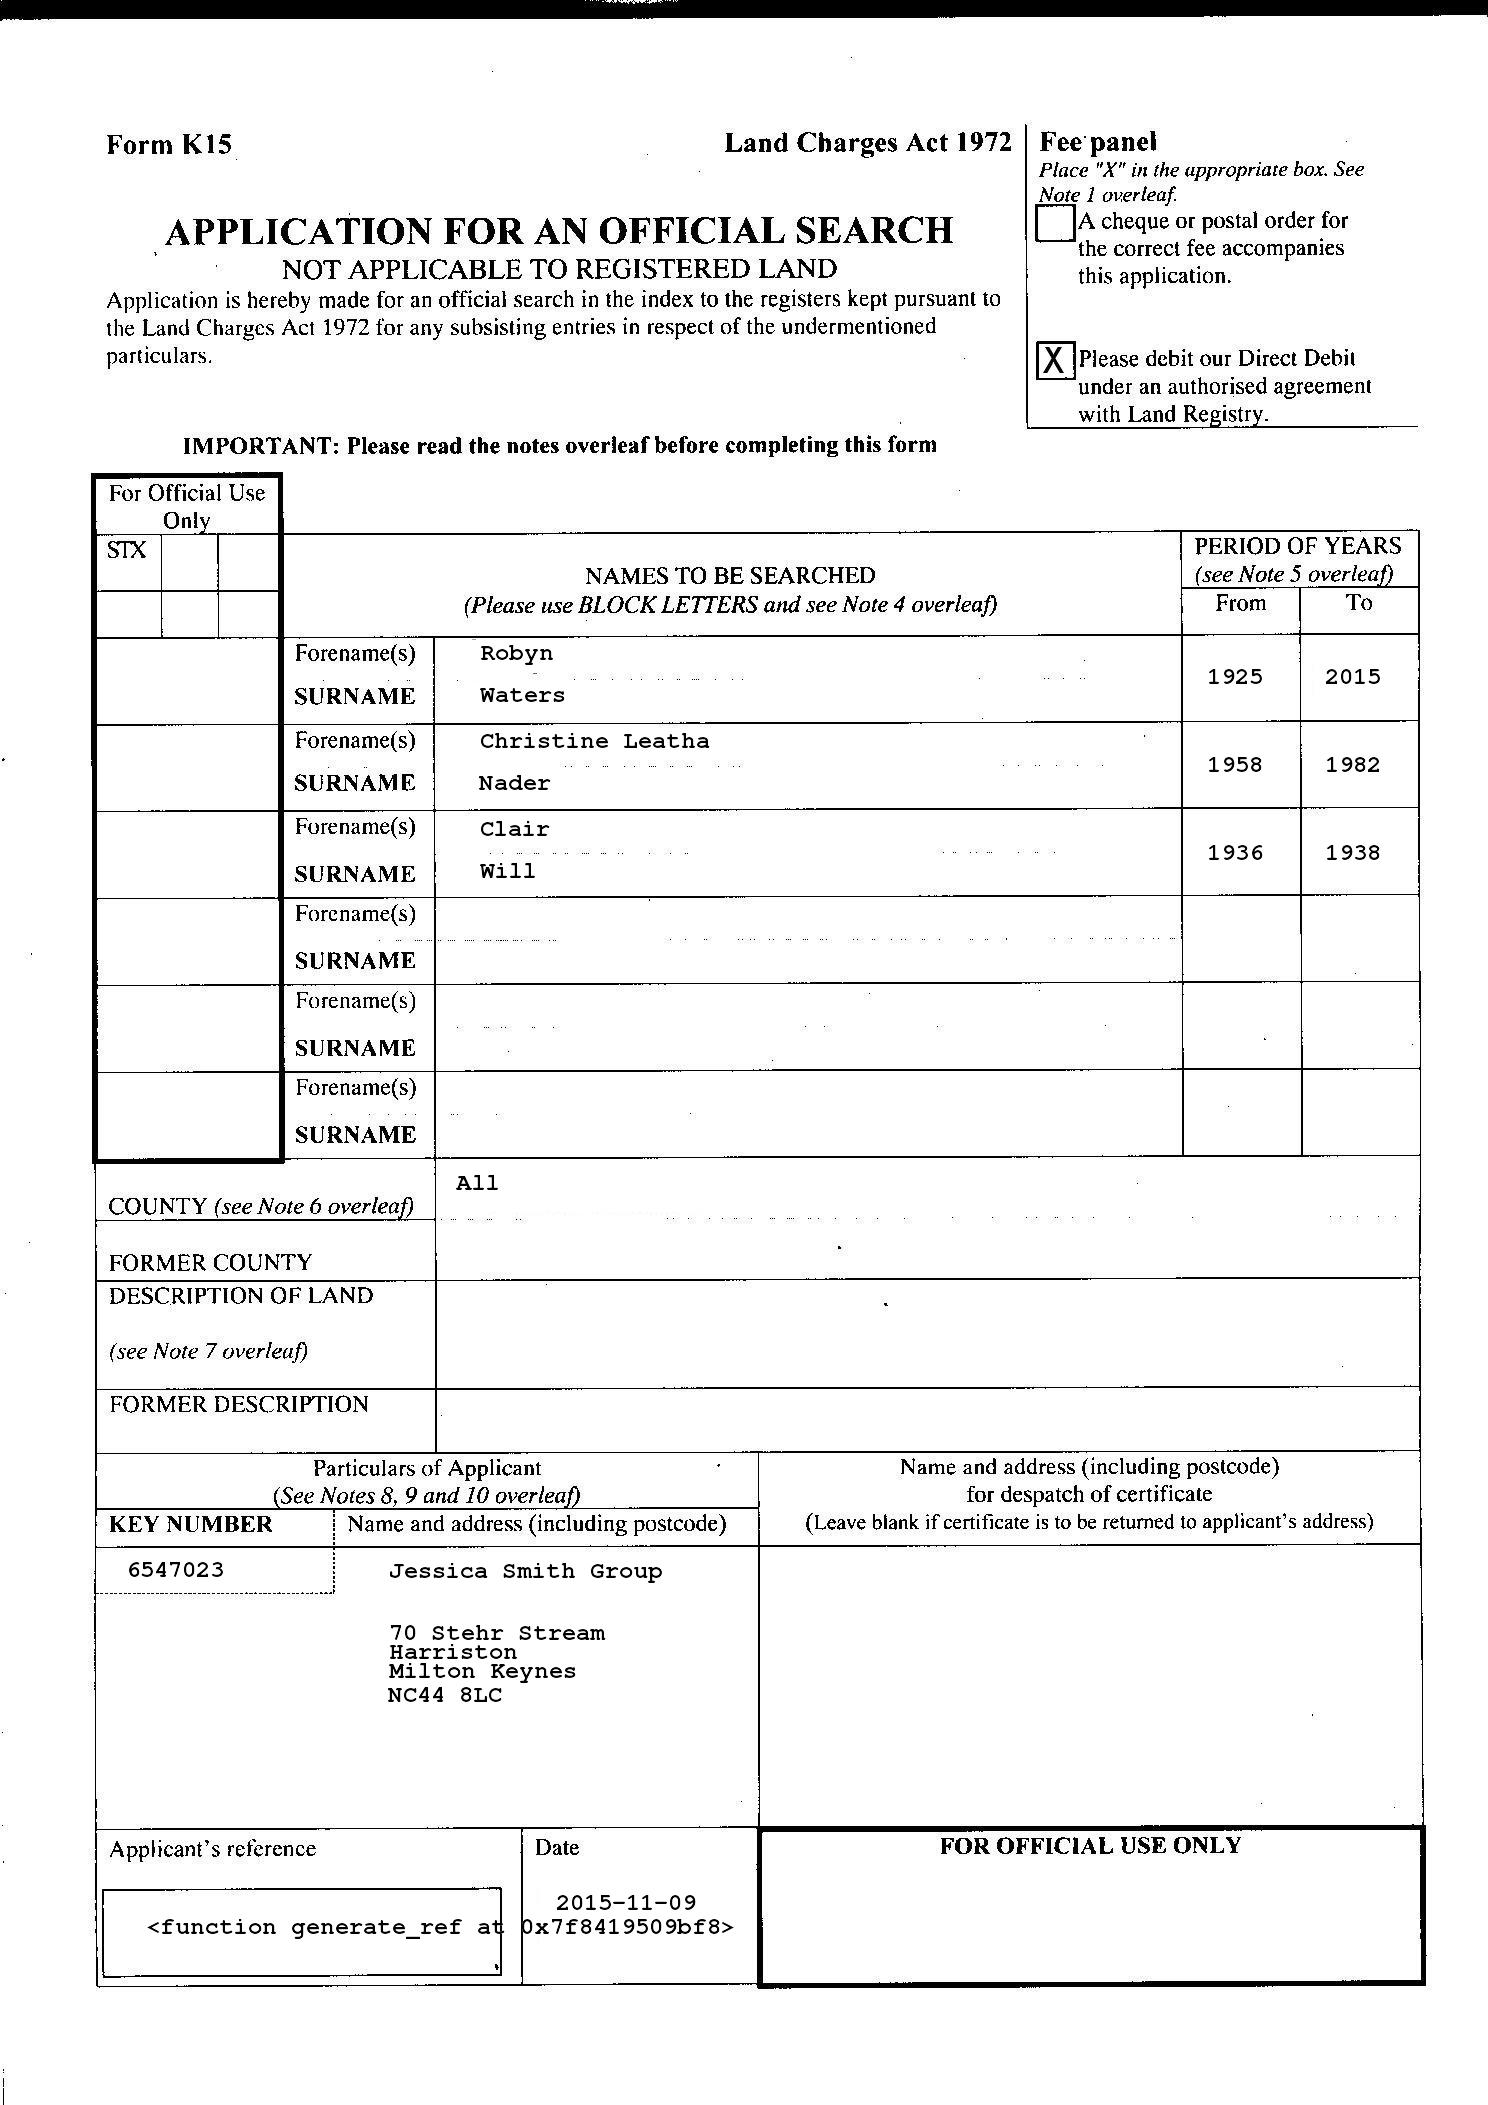 Form K15
Land Charges Act 1972
Fee panel
Place "X" in the appropriate box. See
Note 1 overleaf.
A cheque or postal order for
the correct fee accompanies
this application.
X Please debit our Direct Debit
under an authorised agreement
with Land Registry.
APPLICATION FOR AN OFFICIAL SEARCH
NOT APPLICABLE TO REGISTERED LAND
Application is hereby made for an official search in the index to the registers kept pursuant to
the Land Charges Act 1972 for any subsisting entries in respect of the undermentioned
particulars.
IMPORTANT: Please read the notes overleaf before completing this form
For Official Use
Only
STX
NAMES TO BE SEARCHED
(Please use BLOCK LETTERS and see Note 4 overleaf)
PERIOD OF YEARS
(see Note 5 overleaf)
From To
Forename(s) Robyn
SURNAME Waters
1925 2015
Forename(s) Christine Leatha
SURNAME Nader
1958 1982
Forename(s) Clair
SURNAME Will
1936 1938
Forename(s)
SURNAME
Forename(s)
SURNAME
Forename(s)
SURNAME
All
COUNTY (see Note 6 overleaf)
FORMER COUNTY
DESCRIPTION OF LAND
(see Note 7 overleaf)
FORMER DESCRIPTION
Particulars of Applicant
(See Notes 8, 9 and 10 overleaf)
KEY NUMBER
Name and address (including postcode)
Name and address (including postcode)
for despatch of certificate
(Leave blank if certificate is to be returned to applicant's address)
6547023
Jessica Smith Group
70 Stehr Stream
Harriston
Milton Keynes
NC44 8LC
Applicant's reference
Date
FOR OFFICIAL USE ONLY
2015-11-09
<function generate_ref at 0x7f8419509bf8>